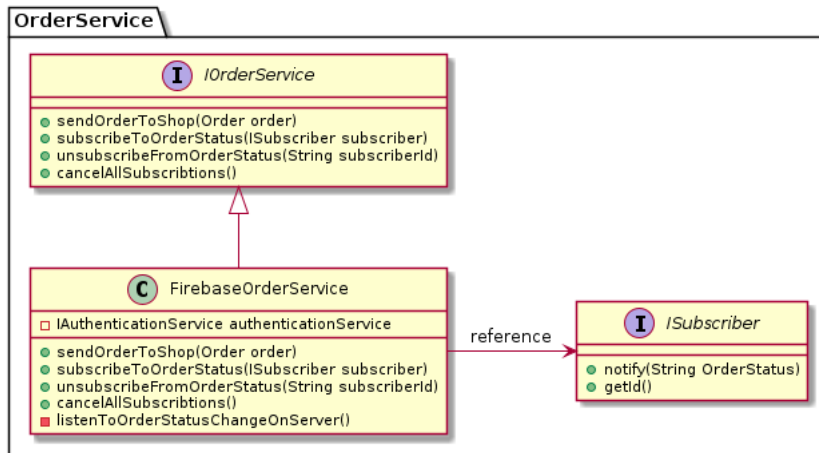 OrderService
I IOrderService
sendOrderToShop(Order order)
subscribeToOrderStatus(ISubscriber subscriber)
unsubscribeFromOrderStatus(String subscriberId)
cancelAllSubscribtions()
C FirebaseOrderService
IAuthenticationService authenticationService
sendOrderToShop(Order order)
subscribeToOrderStatus(ISubscriber subscriber)
unsubscribeFromOrderStatus(String subscriberId)
cancelAllSubscribtions()
listenToOrderStatusChangeOnServer()
reference
I ISubscriber
notify(String OrderStatus)
getId()